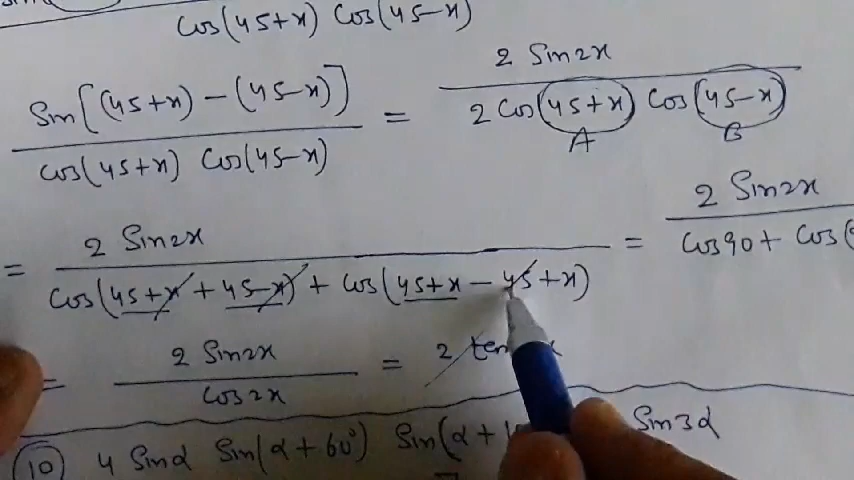 cos(45+x) cos(45-x)
sin[(45+x) - (45-x)] / cos(45+x) cos(45-x) = 2 sin2x / 2 cos(45+x) cos(45-x)
A B
= 2 sin2x / cos(45+x + 45-x) + cos(45+x - 45+x) = 2 sin2x / cos90 + cos(
= 2 sin2x / cos2x = 2
(10) 4 sinα sin(α+60°) sin(α+1 sin3α